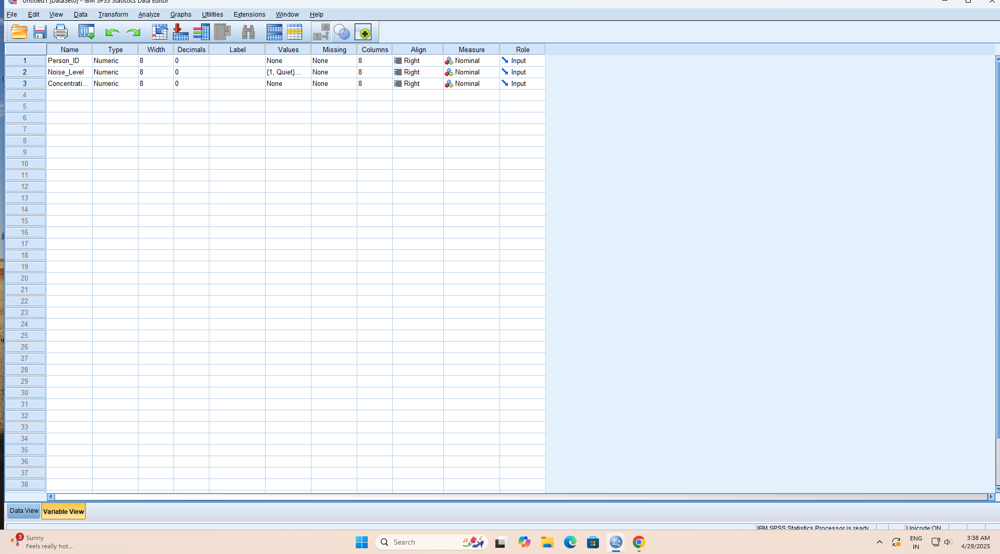 Untitled1 [DataSet0] - IBM SPSS Statistics Data Editor
File Edit View Data Transform Analyze Graphs Utilities Extensions Window Help
Name Type Width Decimals Label Values Missing Columns Align Measure Role
1 Person_ID Numeric 8 0 None None 8 Right Nominal Input
2 Noise_Level Numeric 8 0 {1, Quiet}... None 8 Right Nominal Input
3 Concentrati... Numeric 8 0 None None 8 Right Nominal Input
4
5
6
7
8
9
10
11
12
13
14
15
16
17
18
19
20
21
22
23
24
25
26
27
28
29
30
31
32
33
34
35
36
37
38
Data View Variable View
IBM SPSS Statistics Processor is ready Unicode:ON
3 Sunny
Feels really hot...
Search
ENG
IN
3:38 AM
4/29/2025